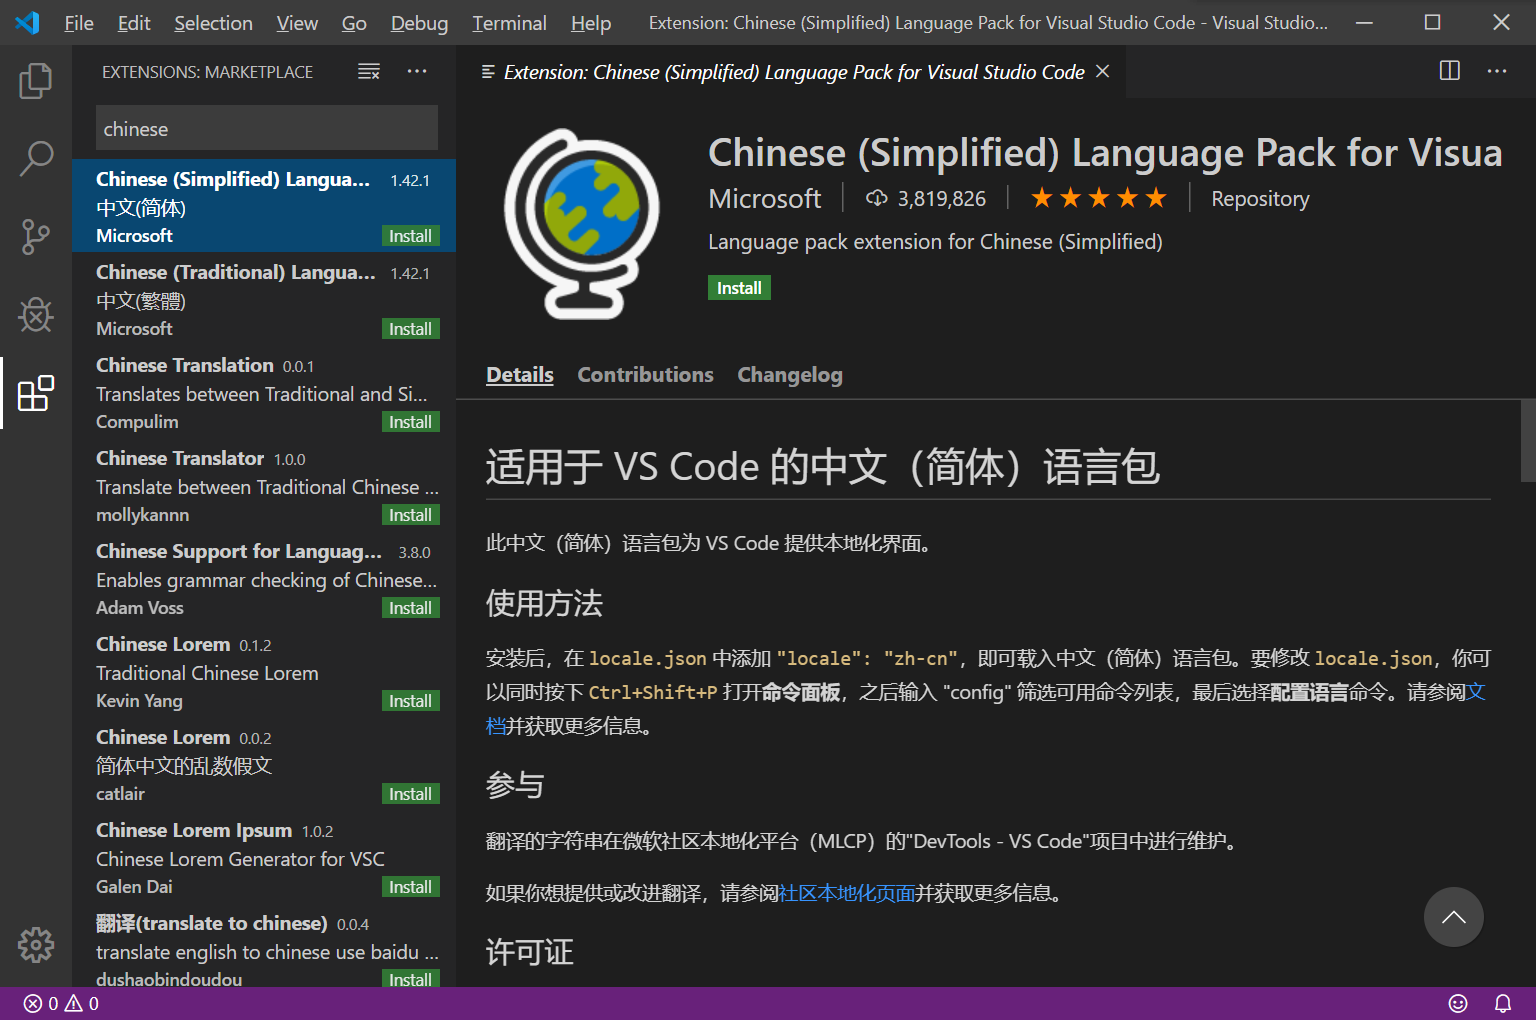 File Edit Selection View Go Debug Terminal Help Extension: Chinese (Simplified) Language Pack for Visual Studio Code - Visual Studio...
EXTENSIONS: MARKETPLACE
chinese
Chinese (Simplified) Langua... 1.42.1
中文(简体)
Microsoft Install
Chinese (Traditional) Langua... 1.42.1
中文(繁體)
Microsoft Install
Chinese Translation 0.0.1
Translates between Traditional and Si...
Compulim Install
Chinese Translator 1.0.0
Translate between Traditional Chinese ...
mollykannn Install
Chinese Support for Languag... 3.8.0
Enables grammar checking of Chinese...
Adam Voss Install
Chinese Lorem 0.1.2
Traditional Chinese Lorem
Kevin Yang Install
Chinese Lorem 0.0.2
简体中文的乱数假文
catlair Install
Chinese Lorem Ipsum 1.0.2
Chinese Lorem Generator for VSC
Galen Dai Install
翻译(translate to chinese) 0.0.4
translate english to chinese use baidu ...
dushaobindoudou Install
Extension: Chinese (Simplified) Language Pack for Visual Studio Code
Chinese (Simplified) Language Pack for Visua
Microsoft 3,819,826 Repository
Language pack extension for Chinese (Simplified)
Install
Details Contributions Changelog
适用于 VS Code 的中文（简体）语言包
此中文（简体）语言包为 VS Code 提供本地化界面。
使用方法
安装后，在 locale.json 中添加 "locale": "zh-cn"，即可载入中文（简体）语言包。要修改 locale.json，你可
以同时按下 Ctrl+Shift+P 打开命令面板，之后输入 "config" 筛选可用命令列表，最后选择配置语言命令。请参阅文
档并获取更多信息。
参与
翻译的字符串在微软社区本地化平台（MLCP）的"DevTools - VS Code"项目中进行维护。
如果你想提供或改进翻译，请参阅社区本地化页面并获取更多信息。
许可证
0 0